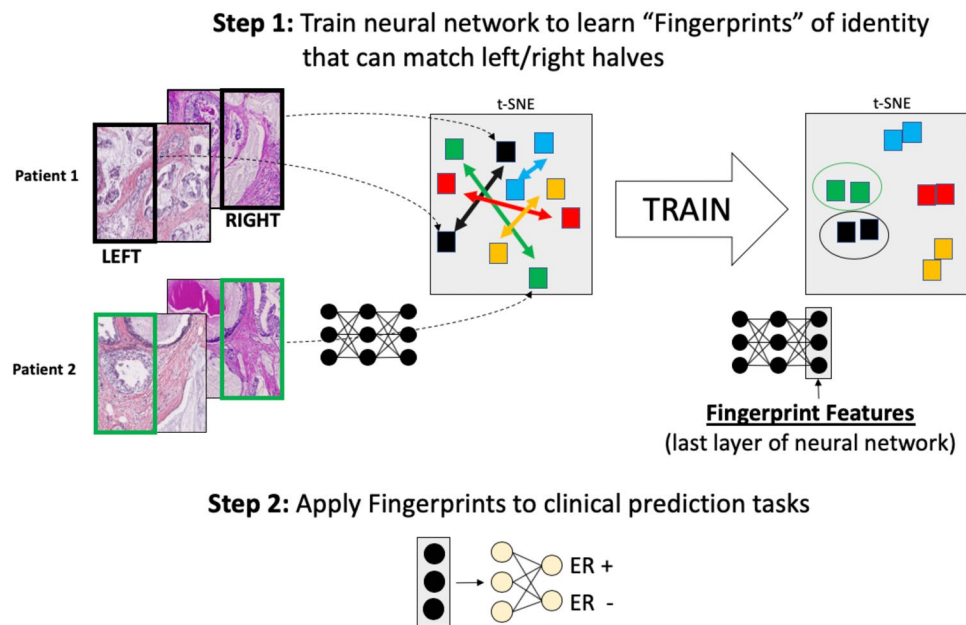 Step 1: Train neural network to learn “Fingerprints” of identity
that can match left/right halves
t-SNE
t-SNE
Patient 1
LEFT
RIGHT
TRAIN
Patient 2
Fingerprint Features
(last layer of neural network)
Step 2: Apply Fingerprints to clinical prediction tasks
ER +
ER -